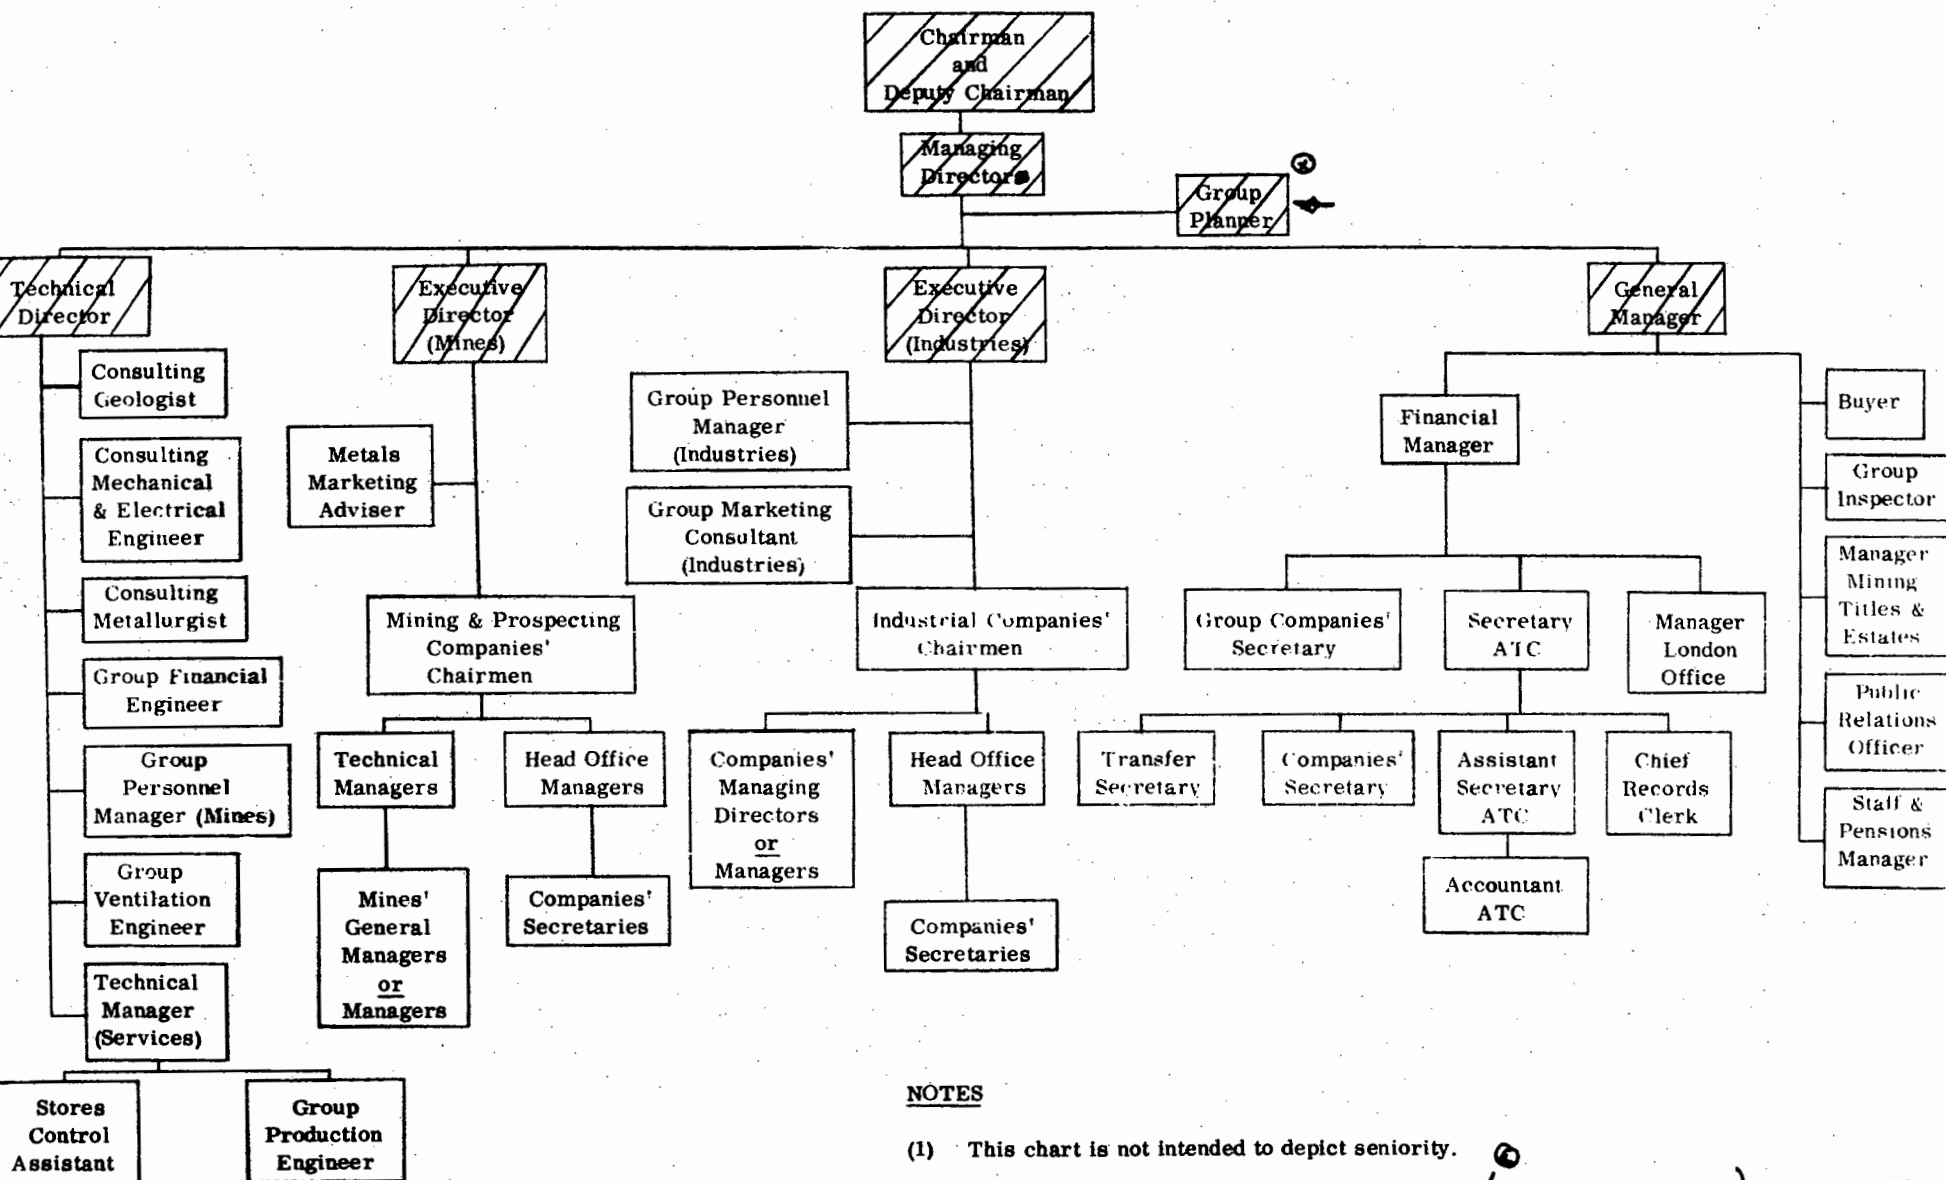 Chairman
and
Deputy Chairman
Managing
Director
Group
Planner
Technical
Director
Executive
Director
(Mines)
Executive
Director
(Industries)
General
Manager
Consulting
Geologist
Consulting
Mechanical
& Electrical
Engineer
Consulting
Metallurgist
Group Financial
Engineer
Group
Personnel
Manager (Mines)
Group
Ventilation
Engineer
Technical
Manager
(Services)
Stores
Control
Assistant
Group
Production
Engineer
Metals
Marketing
Adviser
Mining & Prospecting
Companies'
Chairmen
Technical
Managers
Head Office
Managers
Mines'
General
Managers
or
Managers
Companies'
Secretaries
Group Personnel
Manager
(Industries)
Group Marketing
Consultant
(Industries)
Industrial Companies'
Chairmen
Companies'
Managing
Directors
or
Managers
Head Office
Managers
Companies'
Secretaries
Financial
Manager
Group Companies'
Secretary
Secretary
ATC
Manager
London
Office
Transfer
Secretary
Companies'
Secretary
Assistant
Secretary
ATC
Chief
Records
Clerk
Accountant
ATC
Buyer
Group
Inspector
Manager
Mining
Titles &
Estates
Public
Relations
Officer
Staff &
Pensions
Manager
NOTES
(1) This chart is not intended to depict seniority.